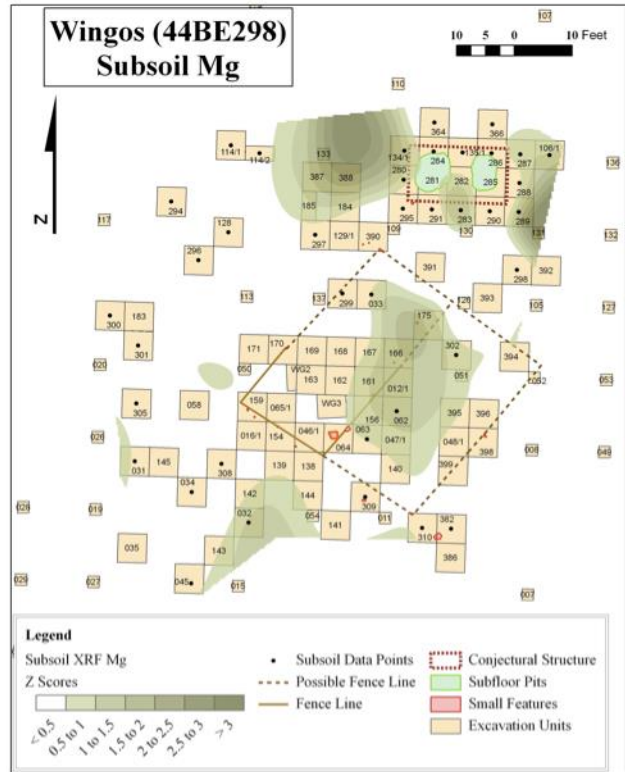 Wingos (44BE298)
Subsoil Mg
10 5 0 10 Feet
107
110
N
364 366
114/1 114/2 133 134/1 284 135/1 286 287 106/1
136
387 388 280 281 282 285 288
294 185 184 295 291 283 290 289
117 128 297 129/1 390 109 130 131 132
296 391 298 392
113 137 299 033 126 393 105 127
300 183 175
301 171 170 169 168 167 166 302 394
020 050 WG2 163 162 161 012/1 051 052 053
305 058 159 065/1 WG3 156 062 395 396
026 016/1 154 046/1 063 047/1 048/1 398 006 049
031 145 308 139 138 064 140 399
034 142 144 309
028 019 032 054 141 011 310 382
035 143 386
029 027 045 015 007
Legend
Subsoil XRF Mg
Z Scores
< 0.5 0.5 to 1 1 to 1.5 1.5 to 2 2 to 2.5 2.5 to 3 > 3
Subsoil Data Points
Possible Fence Line
Fence Line
Conjectural Structure
Subfloor Pits
Small Features
Excavation Units